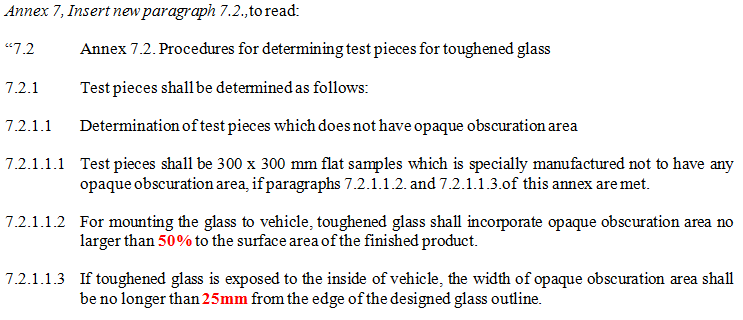 Annex 7, Insert new paragraph 7.2.,to read:
“7.2 Annex 7.2. Procedures for determining test pieces for toughened glass
7.2.1 Test pieces shall be determined as follows:
7.2.1.1 Determination of test pieces which does not have opaque obscuration area
7.2.1.1.1 Test pieces shall be 300 x 300 mm flat samples which is specially manufactured not to have any
opaque obscuration area, if paragraphs 7.2.1.1.2. and 7.2.1.1.3.of this annex are met.
7.2.1.1.2 For mounting the glass to vehicle, toughened glass shall incorporate opaque obscuration area no
larger than 50% to the surface area of the finished product.
7.2.1.1.3 If toughened glass is exposed to the inside of vehicle, the width of opaque obscuration area shall
be no longer than 25mm from the edge of the designed glass outline.